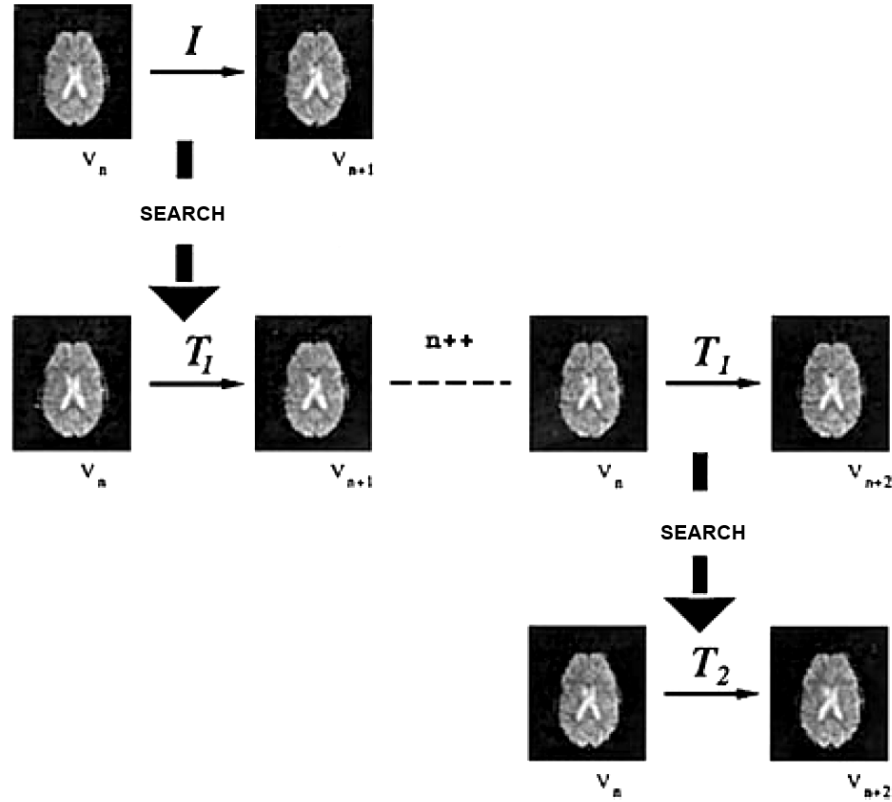 I
Vn Vn+1
SEARCH
T1 n++ T1
Vn Vn+1 Vn Vn+2
SEARCH
T2
Vn Vn+2